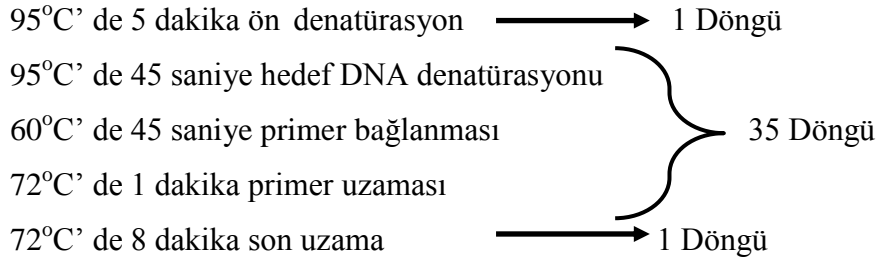 95°C’ de 5 dakika ön denatürasyon 1 Döngü
95°C’ de 45 saniye hedef DNA denatürasyonu
60°C’ de 45 saniye primer bağlanması 35 Döngü
72°C’ de 1 dakika primer uzaması
72°C’ de 8 dakika son uzama 1 Döngü